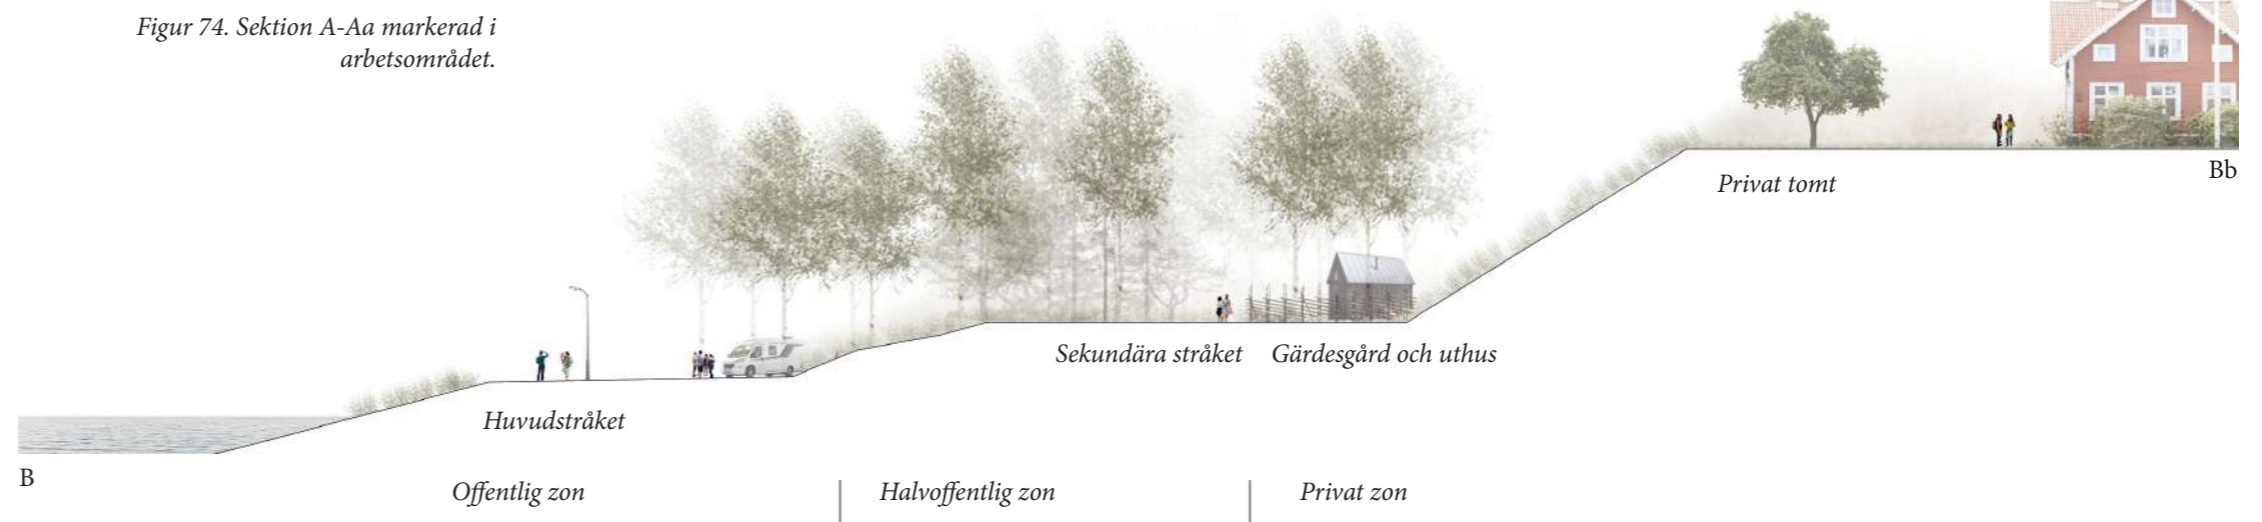 Figur 74. Sektion A-Aa markerad i
arbetsområdet.
Bb
Privat tomt
Sekundära stråket
Gärdesgård och uthus
Huvudstråket
B
Offentlig zon
Halvoffentlig zon
Privat zon